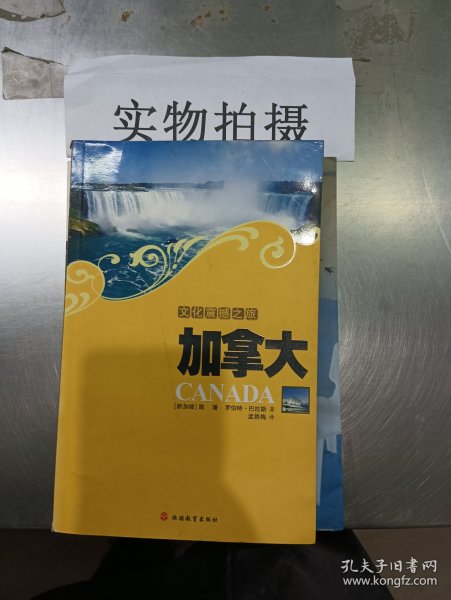 实物拍摄
文化震撼之旅
加拿大
CANADA
[新加坡] 陈 潘 罗伯特·巴拉斯 著
孟艳梅 译
旅游教育出版社
孔夫子旧书网
www.kongfz.com